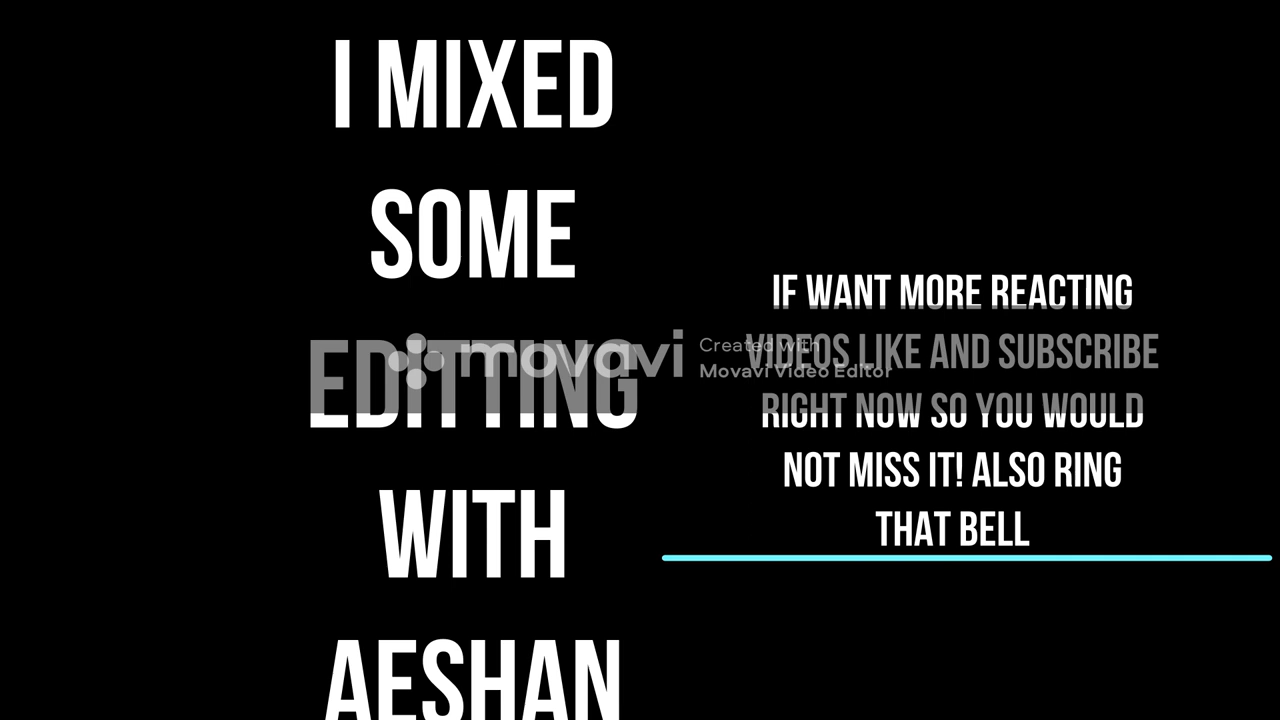 I MIXED
SOME
EDITTING
WITH
AESHAN
IF WANT MORE REACTING
VIDEOS LIKE AND SUBSCRIBE
RIGHT NOW SO YOU WOULD
NOT MISS IT! ALSO RING
THAT BELL
movavi
Created with
Movavi Video Editor